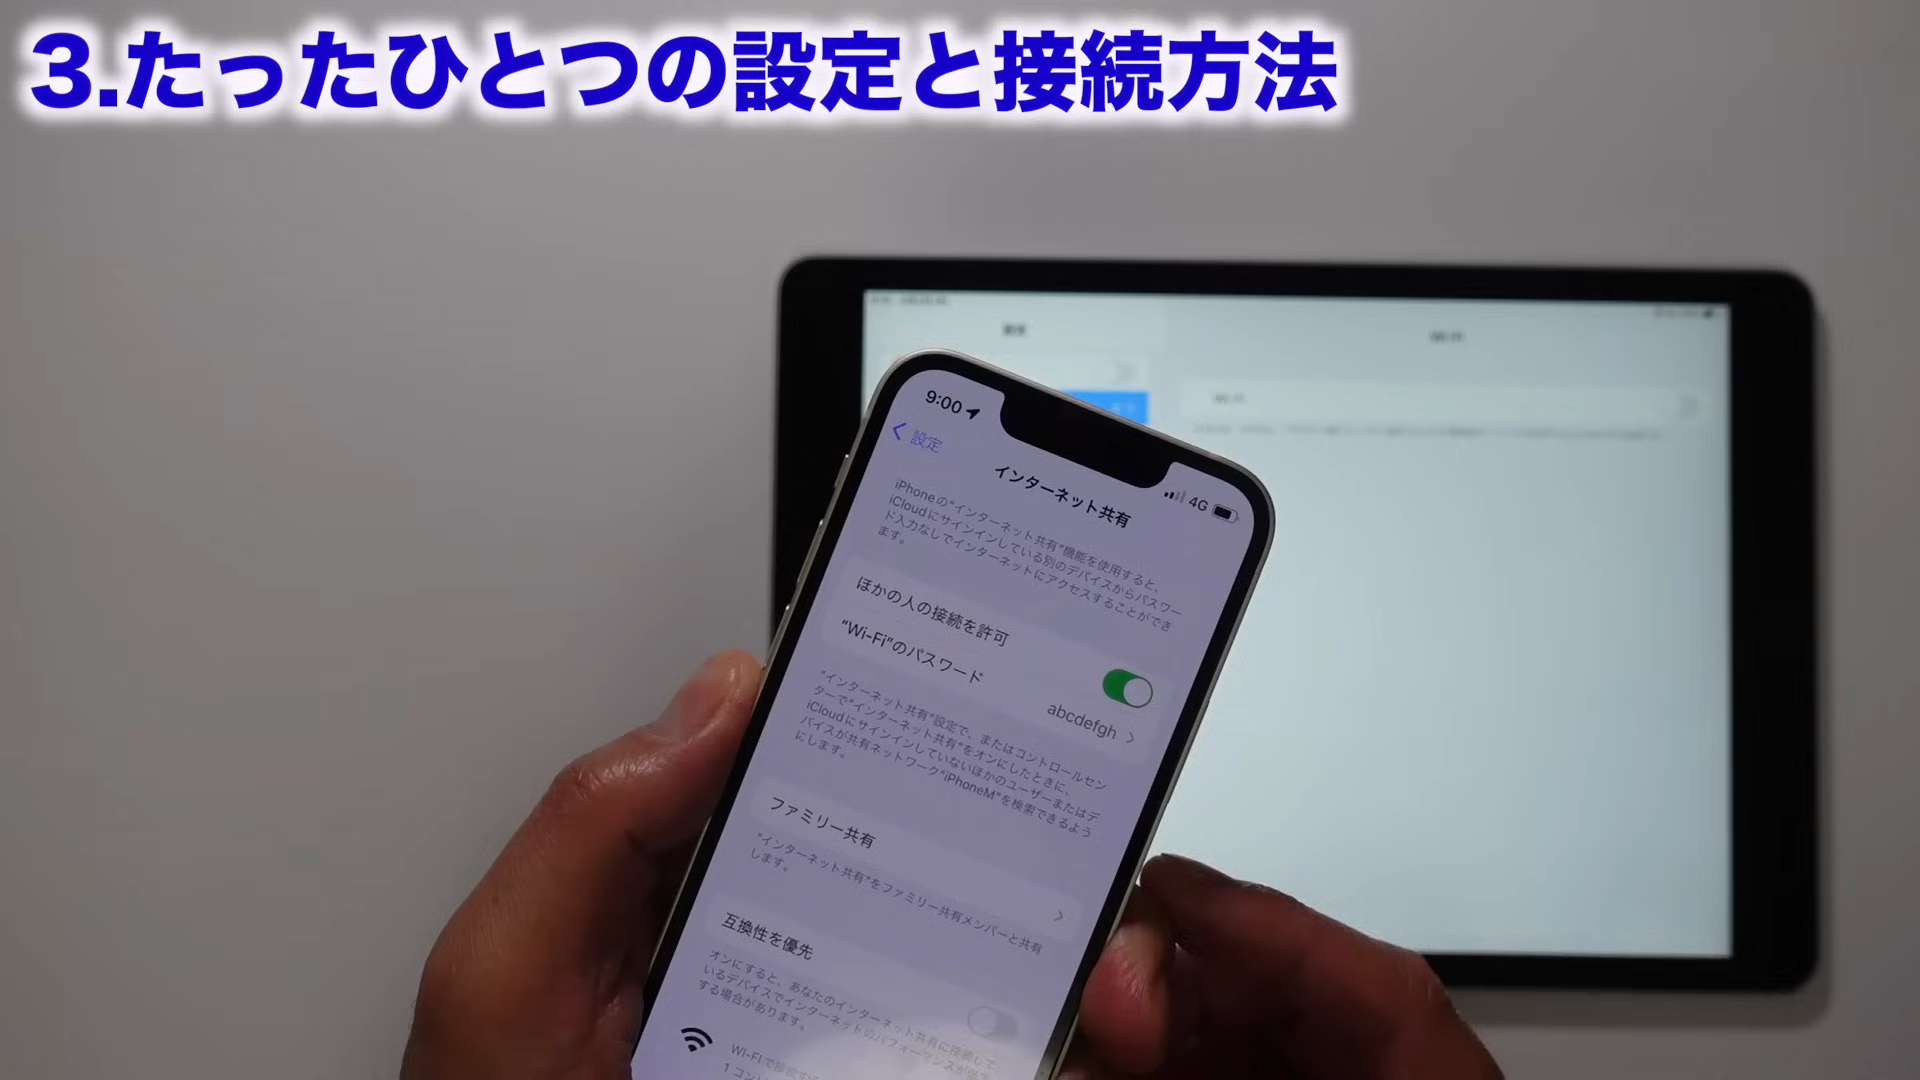 3.たったひとつの設定と接続方法
9:00
4G
設定
インターネット共有
iPhoneの"インターネット共有"機能を使用すると、
iCloudにサインインしている別のデバイスからパスワー
ド入力なしでインターネットにアクセスすることができ
ます。
ほかの人の接続を許可
"Wi-Fi"のパスワード
abcdefgh
"インターネット共有"設定で、またはコントロールセン
ターで"インターネット共有"をオンにしたときに、
iCloudにサインインしていないほかのユーザーまたはデ
バイスが共有ネットワーク"iPhoneM"を検索できるよう
にします。
ファミリー共有
"インターネット共有"をファミリー共有メンバーと共有
します。
互換性を優先
オンにすると、あなたのインターネット共有に接続して
いるデバイスでインターネットのパフォーマンスが低下
する場合があります。
Wi-Fi